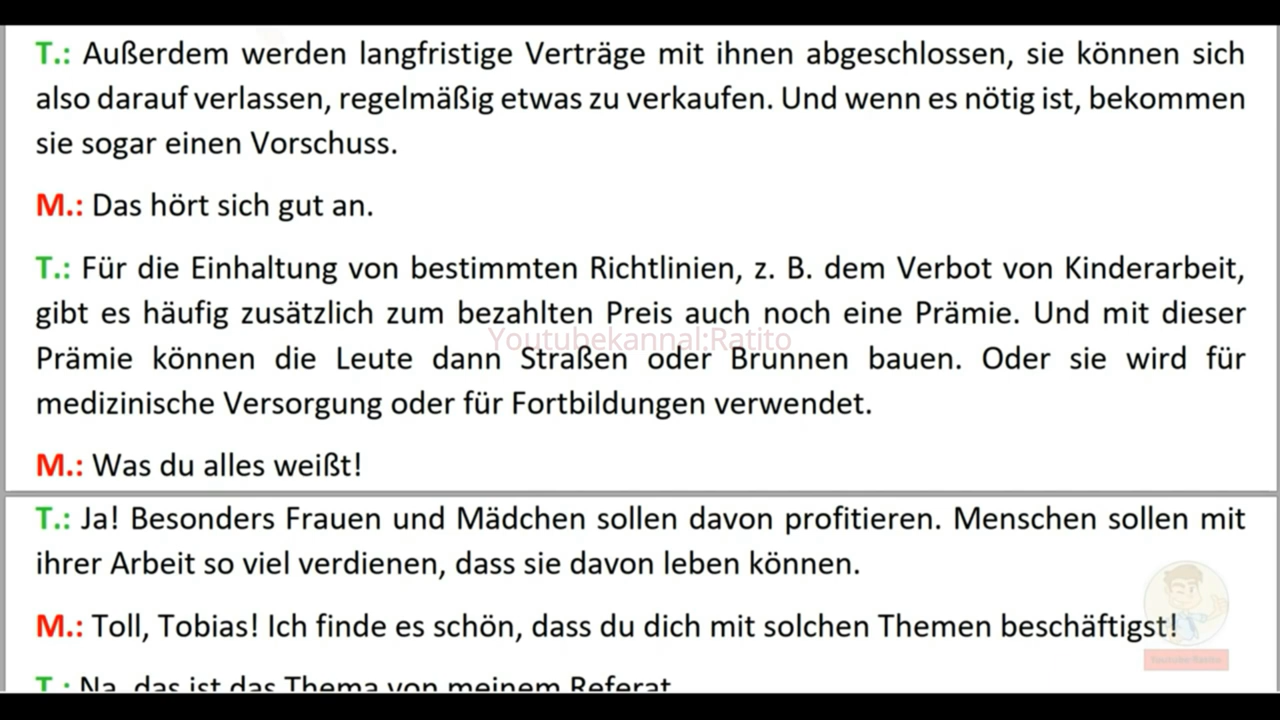 T.: Außerdem werden langfristige Verträge mit ihnen abgeschlossen, sie können sich
also darauf verlassen, regelmäßig etwas zu verkaufen. Und wenn es nötig ist, bekommen
sie sogar einen Vorschuss.
M.: Das hört sich gut an.
T.: Für die Einhaltung von bestimmten Richtlinien, z. B. dem Verbot von Kinderarbeit,
gibt es häufig zusätzlich zum bezahlten Preis auch noch eine Prämie. Und mit dieser
Youtubekannal:Ratito
Prämie können die Leute dann Straßen oder Brunnen bauen. Oder sie wird für
medizinische Versorgung oder für Fortbildungen verwendet.
M.: Was du alles weißt!
T.: Ja! Besonders Frauen und Mädchen sollen davon profitieren. Menschen sollen mit
ihrer Arbeit so viel verdienen, dass sie davon leben können.
M.: Toll, Tobias! Ich finde es schön, dass du dich mit solchen Themen beschäftigst!
Youtube:Ratito
T.: Na, das ist das Thema von meinem Referat